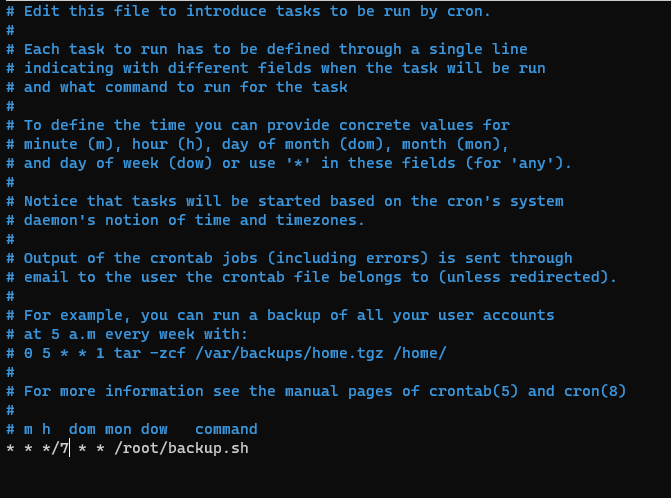 # Edit this file to introduce tasks to be run by cron.
#
# Each task to run has to be defined through a single line
# indicating with different fields when the task will be run
# and what command to run for the task
#
# To define the time you can provide concrete values for
# minute (m), hour (h), day of month (dom), month (mon),
# and day of week (dow) or use '*' in these fields (for 'any').
#
# Notice that tasks will be started based on the cron's system
# daemon's notion of time and timezones.
#
# Output of the crontab jobs (including errors) is sent through
# email to the user the crontab file belongs to (unless redirected).
#
# For example, you can run a backup of all your user accounts
# at 5 a.m every week with:
# 0 5 * * 1 tar -zcf /var/backups/home.tgz /home/
#
# For more information see the manual pages of crontab(5) and cron(8)
#
# m h  dom mon dow   command
* * */7 * * /root/backup.sh